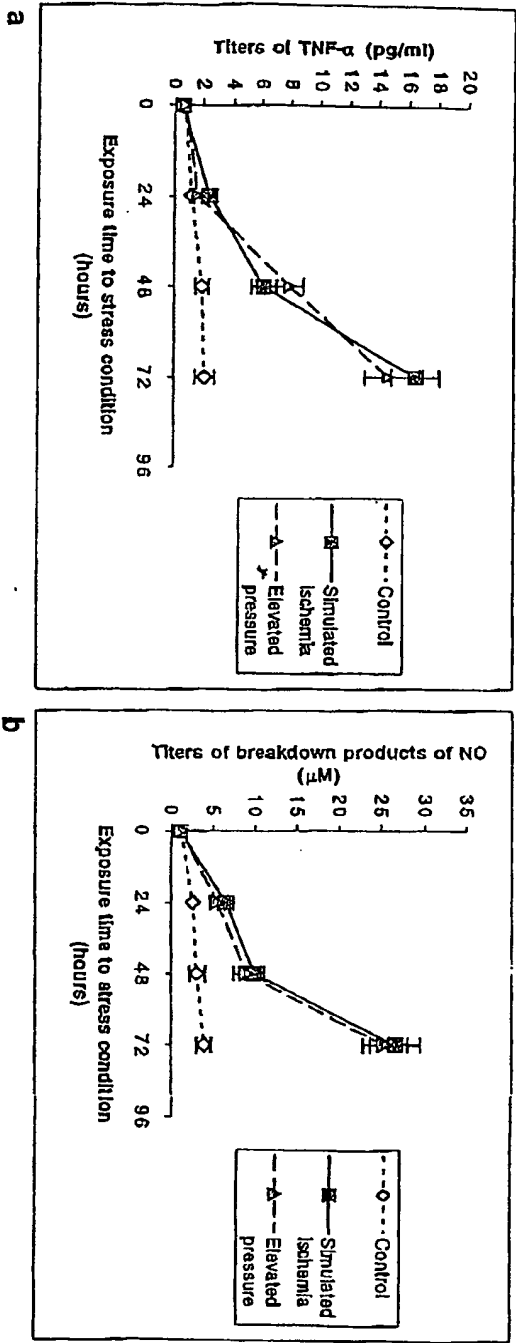 a
Titers of TNF-α (pg/ml)
20
18
16
14
12
10
8
6
4
2
0
0
24
48
72
96
Exposure time to stress condition
(hours)
Control
Simulated
Ischemia
Elevated
pressure
b
Titers of breakdown products of NO
(μM)
35
30
25
20
15
10
5
0
0
24
48
72
96
Exposure time to stress condition
(hours)
Control
Simulated
Ischemia
Elevated
pressure